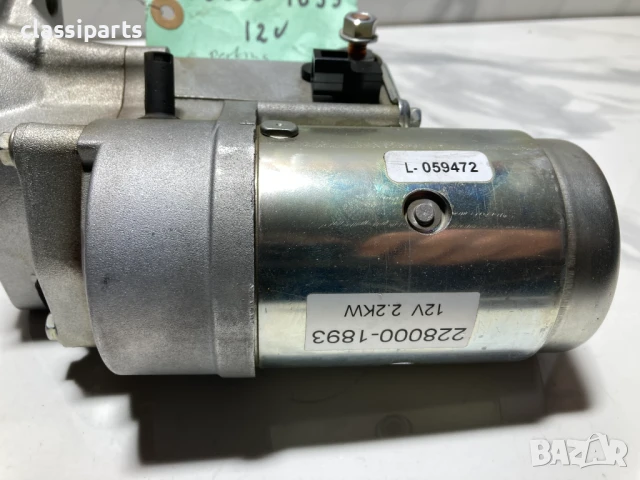 classiparts
12V
L- 059472
228000-1893
12V 2.2KW
BAZAR